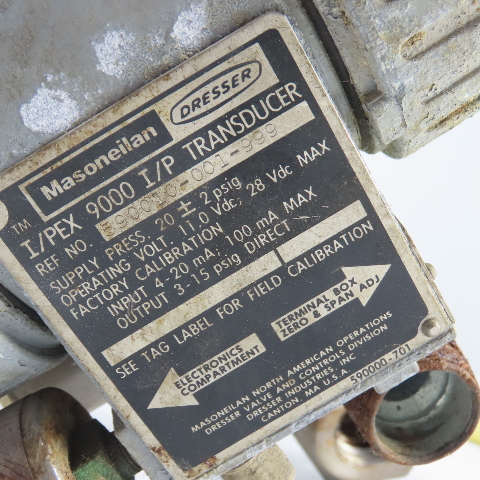 Masoneilan DRESSER
TM I/PEX 9000 I/P TRANSDUCER
REF NO. 590010-001-999
SUPPLY PRESS, 20 ± 2 psig
OPERATING VOLT, 11.0 Vdc; 28 Vdc MAX
FACTORY CALIBRATION
INPUT 4-20 mA; 100 mA MAX
OUTPUT 3-15 psig DIRECT
SEE TAG LABEL FOR FIELD CALIBRATION
ELECTRONICS
COMPARTMENT
TERMINAL BOX
ZERO & SPAN ADJ
MASONEILAN NORTH AMERICAN OPERATIONS
DRESSER VALVE AND CONTROLS DIVISION
DRESSER INDUSTRIES, INC
CANTON, MA U.S.A.
590000-701